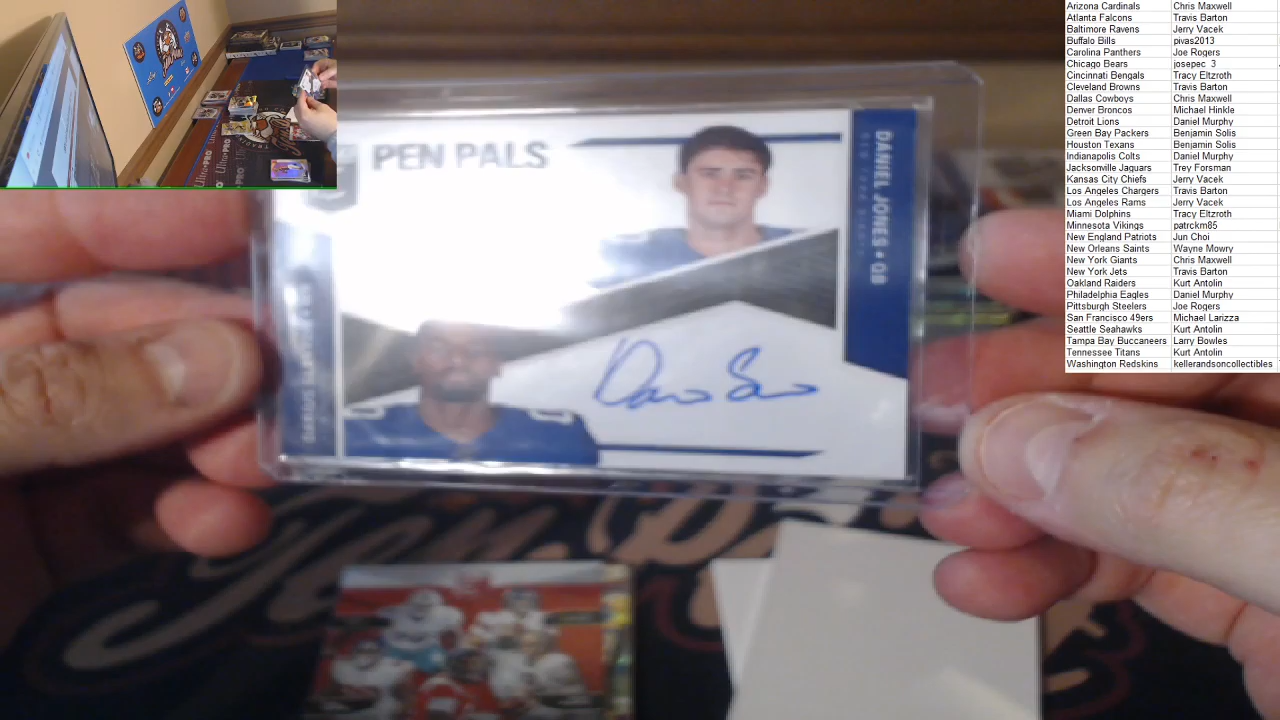 Arizona Cardinals Chris Maxwell
Atlanta Falcons Travis Barton
Baltimore Ravens Jerry Vacek
Buffalo Bills pivas2013
Carolina Panthers Joe Rogers
Chicago Bears josepec 3
Cincinnati Bengals Tracy Eltzroth
Cleveland Browns Travis Barton
Dallas Cowboys Chris Maxwell
Denver Broncos Michael Hinkle
Detroit Lions Daniel Murphy
Green Bay Packers Benjamin Solis
Houston Texans Benjamin Solis
Indianapolis Colts Daniel Murphy
Jacksonville Jaguars Trey Forsman
Kansas City Chiefs Jerry Vacek
Los Angeles Chargers Travis Barton
Los Angeles Rams Jerry Vacek
Miami Dolphins Tracy Eltzroth
Minnesota Vikings patrckm85
New England Patriots Jun Choi
New Orleans Saints Wayne Mowry
New York Giants Chris Maxwell
New York Jets Travis Barton
Oakland Raiders Kurt Antolin
Philadelphia Eagles Daniel Murphy
Pittsburgh Steelers Joe Rogers
San Francisco 49ers Michael Larizza
Seattle Seahawks Kurt Antolin
Tampa Bay Buccaneers Larry Bowles
Tennessee Titans Kurt Antolin
Washington Redskins kellerandsoncollectibles
PEN PALS
DANIEL JONES • QB
NEW YORK GIANTS